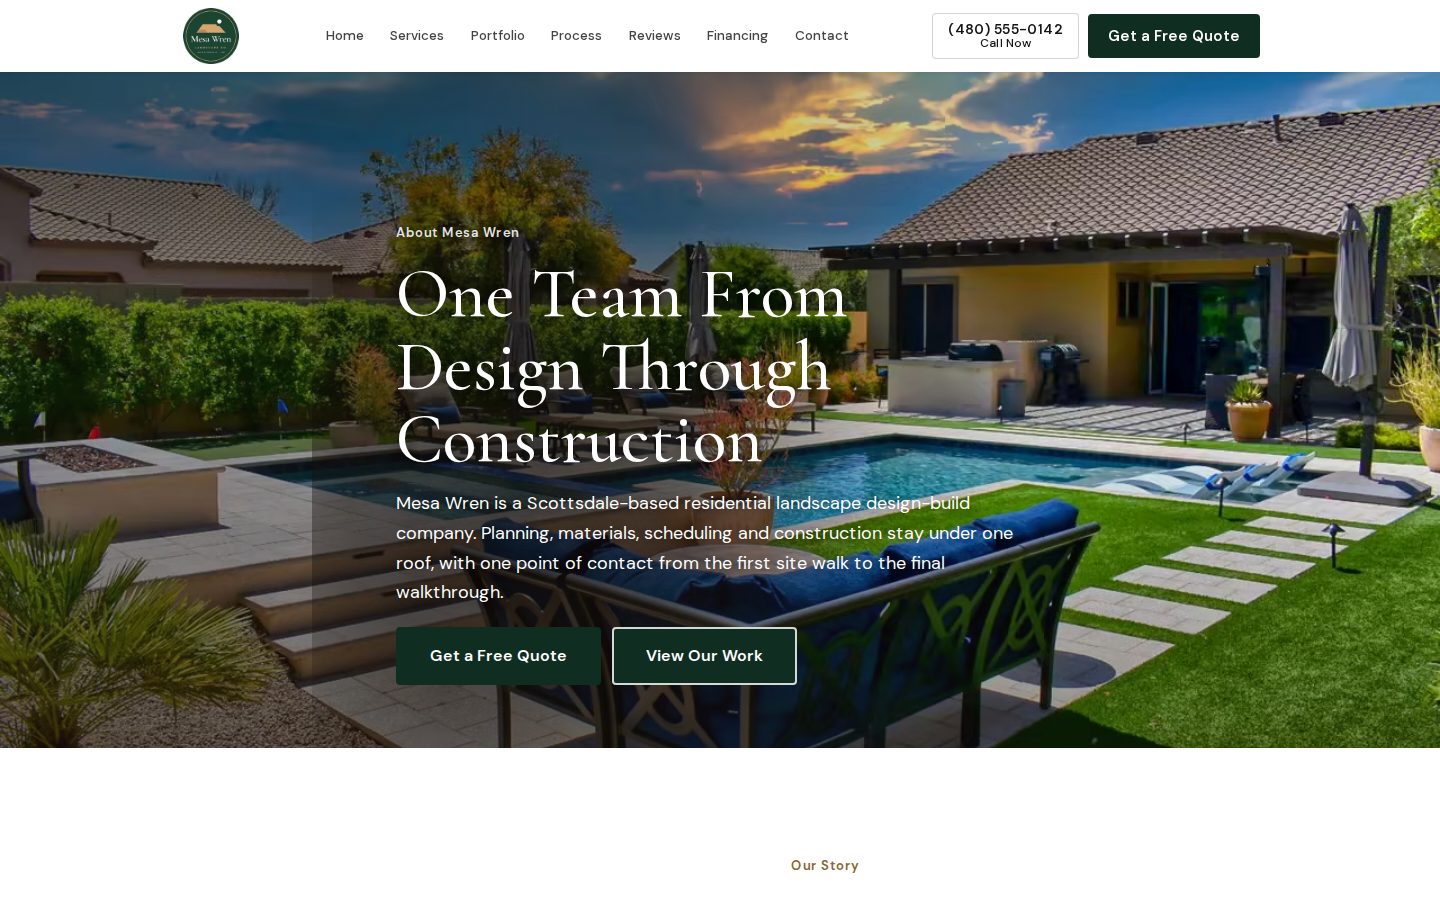 Mesa Wren
Home
Services
Portfolio
Process
Reviews
Financing
Contact
(480) 555-0142
Call Now
Get a Free Quote
About Mesa Wren
One Team From
Design Through
Construction
Mesa Wren is a Scottsdale-based residential landscape design-build
company. Planning, materials, scheduling and construction stay under one
roof, with one point of contact from the first site walk to the final
walkthrough.
Get a Free Quote
View Our Work
Our Story